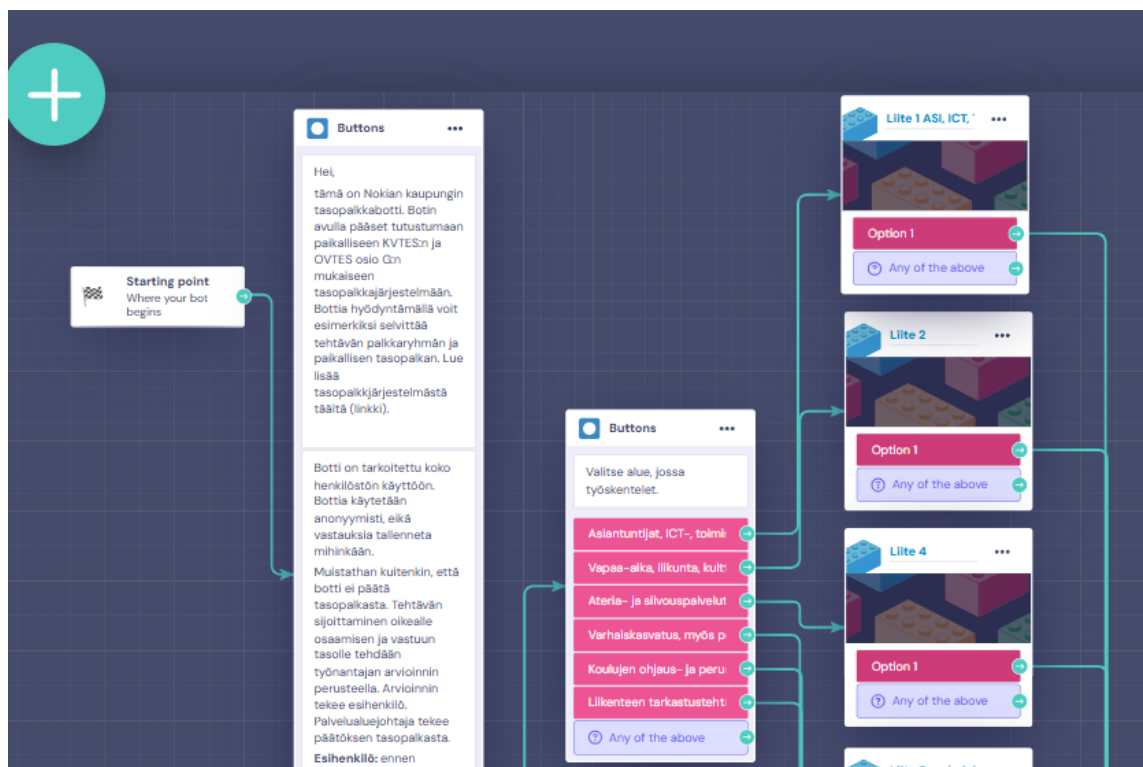 Starting point
Where your bot
begins
Buttons
Hei,
tämä on Nokian kaupungin
tasopalkkabotti. Botin
avulla pääset tutustumaan
paikalliseen KVTES:n ja
OVTES osio G:n
mukaiseen
tasopalkkajärjestelmään.
Bottia hyödyntämällä voit
esimerkiksi selvittää
tehtävän palkkaryhmän ja
paikallisen tasopalkan. Lue
lisää
tasopalkkjärjestelmästä
täältä (linkki).
Botti on tarkoitettu koko
henkilöstön käyttöön.
Bottia käytetään
anonyymisti, eikä
vastauksia tallenneta
mihinkään.
Muistathan kuitenkin, että
botti ei päätä
tasopalkasta. Tehtävän
sijoittaminen oikealle
osaamisen ja vastuun
tasolle tehdään
työnantajan arvioinnin
perusteella. Arvioinnin
tekee esihenkilö.
Palvelualuejohtaja tekee
päätöksen tasopalkasta.
Esihenkilö: ennen
Buttons
Valitse alue, jossa
työskentelet.
Asiantuntijat, ICT-, toimi
Vapaa-aika, liikunta, kult
Ateria- ja siivouspalvelut
Varhaiskasvatus, myös p
Koulujen ohjaus- ja peru
Liikenteen tarkastusteht
Any of the above
Liite 1 ASI, ICT,
Option 1
Any of the above
Liite 2
Option 1
Any of the above
Liite 4
Option 1
Any of the above